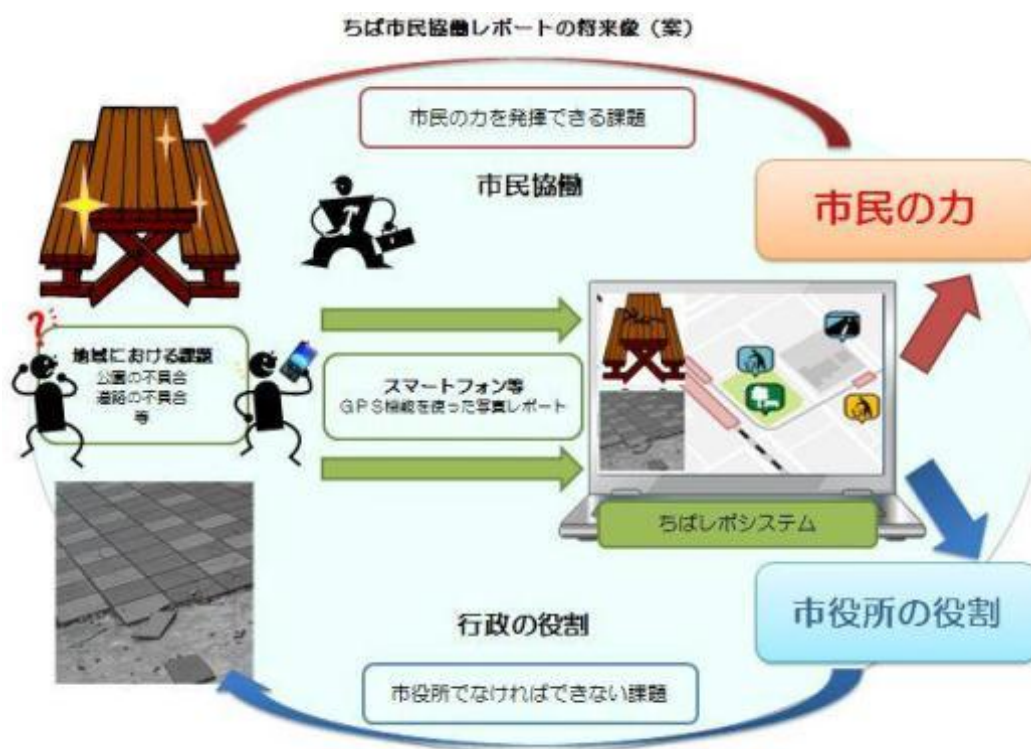 ちば市民協働レポートの将来像（案）
市民の力を発揮できる課題
市民協働
市民の力
地域における課題
公園の不具合
道路の不具合
等
スマートフォン等
ＧＰＳ機能を使った写真レポート
ちばレポシステム
行政の役割
市役所の役割
市役所でなければできない課題